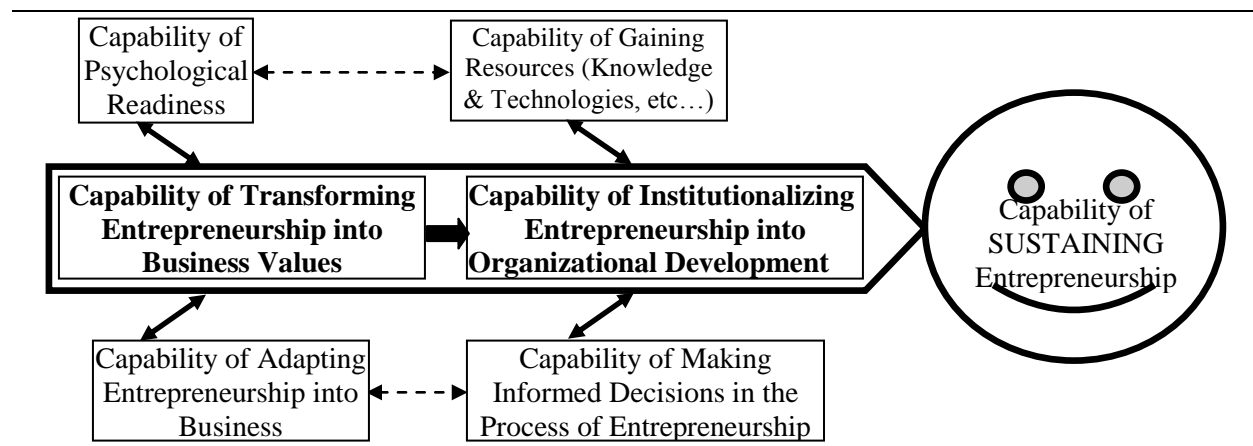 Capability of
Psychological
Readiness
Capability of Gaining
Resources (Knowledge
& Technologies, etc…)
Capability of Transforming
Entrepreneurship into
Business Values
Capability of Institutionalizing
Entrepreneurship into
Organizational Development
Capability of
SUSTAINING
Entrepreneurship
Capability of Adapting
Entrepreneurship into
Business
Capability of Making
Informed Decisions in the
Process of Entrepreneurship